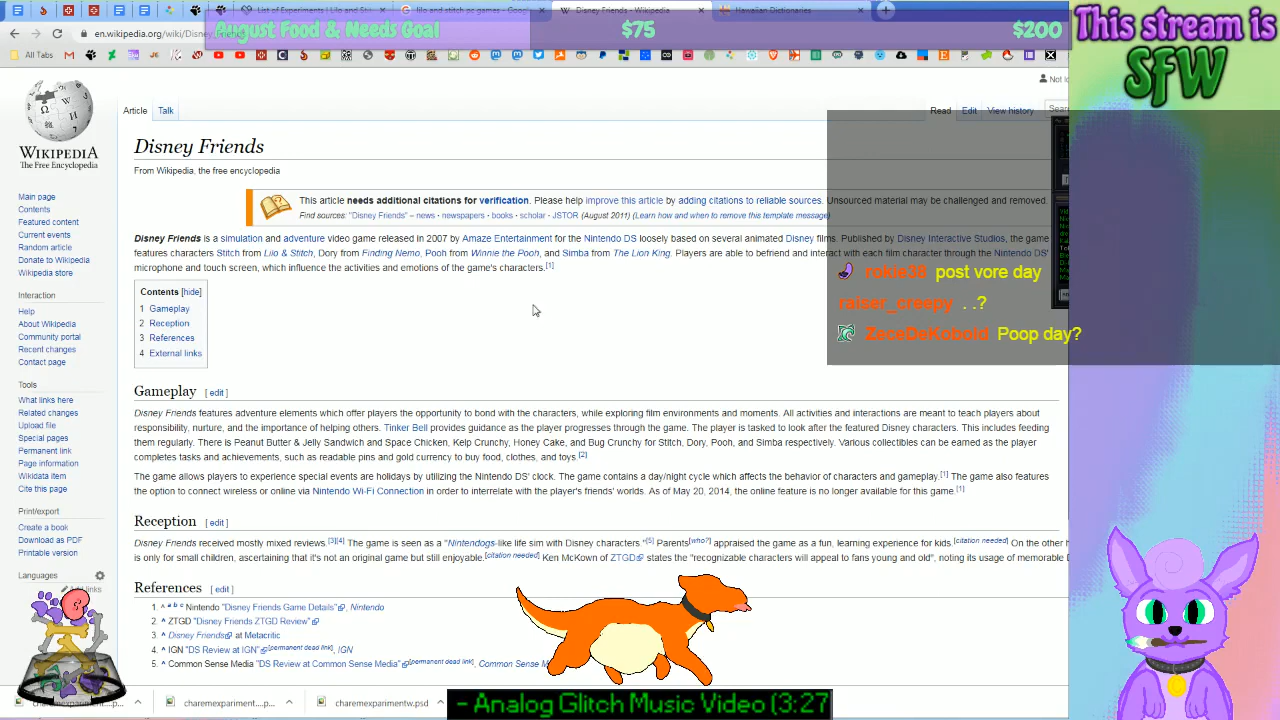 List of Experiments | Lilo and St
lilo and stitch pc games - Goog
Disney Friends - Wikipedia
Hawaiian Dictionaries
August Food & Needs Goal
$75
$200
This stream is
SFW
en.wikipedia.org/wiki/Disney_Friends
All Tabs
Not lo
WIKIPEDIA
The Free Encyclopedia
Article Talk
Read Edit View history
Sear
Disney Friends
From Wikipedia, the free encyclopedia
This article needs additional citations for verification. Please help improve this article by adding citations to reliable sources. Unsourced material may be challenged and removed.
Find sources: "Disney Friends" – news · newspapers · books · scholar · JSTOR (August 2011) (Learn how and when to remove this template message)
Disney Friends is a simulation and adventure video game released in 2007 by Amaze Entertainment for the Nintendo DS loosely based on several animated Disney films. Published by Disney Interactive Studios, the game
features characters Stitch from Lilo & Stitch, Dory from Finding Nemo, Pooh from Winnie the Pooh, and Simba from The Lion King. Players are able to befriend and interact with each film character through the Nintendo DS'
microphone and touch screen, which influence the activities and emotions of the game's characters.[1]
rokie38 post vore day
raiser_creepy . .?
ZeceDeKobold Poop day?
Contents [hide]
1 Gameplay
2 Reception
3 References
4 External links
Main page
Contents
Featured content
Current events
Random article
Donate to Wikipedia
Wikipedia store
Interaction
Help
About Wikipedia
Community portal
Recent changes
Contact page
Tools
What links here
Related changes
Upload file
Special pages
Permanent link
Page information
Wikidata item
Cite this page
Print/export
Create a book
Download as PDF
Printable version
Languages
Add links
Gameplay [ edit ]
Disney Friends features adventure elements which offer players the opportunity to bond with the characters, while exploring film environments and moments. All activities and interactions are meant to teach players about
responsibility, nurture, and the importance of helping others. Tinker Bell provides guidance as the player progresses through the game. The player is tasked to look after the featured Disney characters. This includes feeding
them regularly. There is Peanut Butter & Jelly Sandwich and Space Chicken, Kelp Crunchy, Honey Cake, and Bug Crunchy for Stitch, Dory, Pooh, and Simba respectively. Various collectibles can be earned as the player
completes tasks and achievements, such as readable pins and gold currency to buy food, clothes, and toys.[2]
The game allows players to experience special events are holidays by utilizing the Nintendo DS' clock. The game contains a day/night cycle which affects the behavior of characters and gameplay.[1] The game also features
the option to connect wireless or online via Nintendo Wi-Fi Connection in order to interrelate with the player's friends' worlds. As of May 20, 2014, the online feature is no longer available for this game.[1]
Reception [ edit ]
Disney Friends received mostly mixed reviews.[3][4] The game is seen as a "Nintendogs-like life sim with Disney characters "[5] Parents[who?] appraised the game as a fun, learning experience for kids [citation needed] On the other h
is only for small children, ascertaining that it's not an original game but still enjoyable.[citation needed] Ken McKown of ZTGD states the "recognizable characters will appeal to fans young and old", noting its usage of memorable D
References [ edit ]
1. ^ a b c Nintendo "Disney Friends Game Details", Nintendo
2. ^ ZTGD "Disney Friends ZTGD Review"
3. ^ Disney Friends at Metacritic
4. ^ IGN "DS Review at IGN" [permanent dead link], IGN
5. ^ Common Sense Media "DS Review at Common Sense Media" [permanent dead link], Common Sense M
charemexparimentw....p...
charemexpariment....p...
charemexparimentw.psd
– Analog Glitch Music Video (3:27